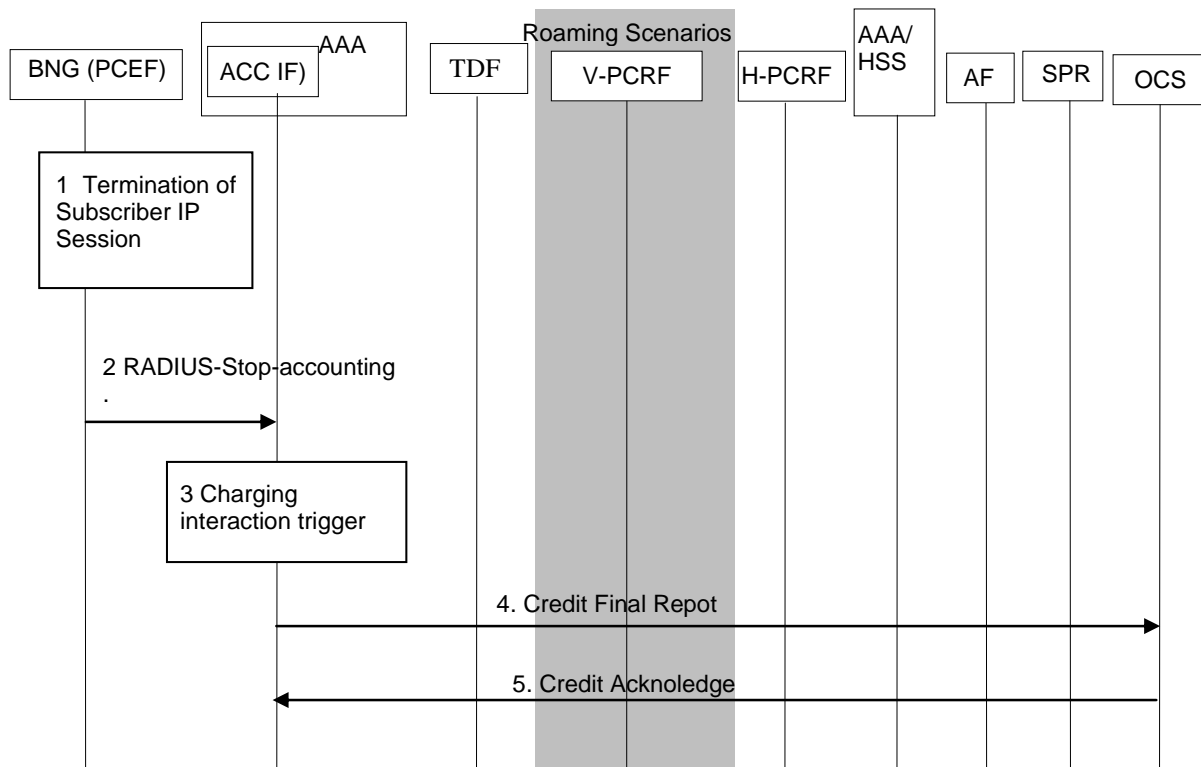 AAA
Roaming Scenarios
AAA/
HSS
BNG (PCEF)
ACC IF)
TDF
V-PCRF
H-PCRF
AF
SPR
OCS
1 Termination of
Subscriber IP
Session
2 RADIUS-Stop-accounting
.
3 Charging
interaction trigger
4. Credit Final Repot
5. Credit Acknoledge